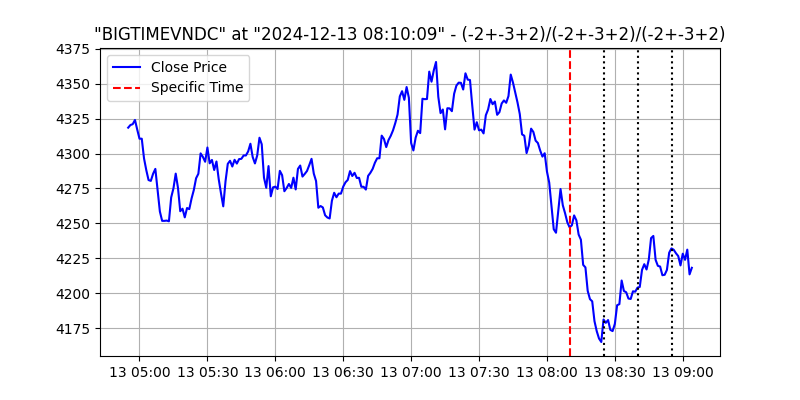 "BIGTIMEVNDC" at "2024-12-13 08:10:09" - (-2+-3+2)/(-2+-3+2)/(-2+-3+2)
Close Price
Specific Time
4375
4350
4325
4300
4275
4250
4225
4200
4175
13 05:00 13 05:30 13 06:00 13 06:30 13 07:00 13 07:30 13 08:00 13 08:30 13 09:00